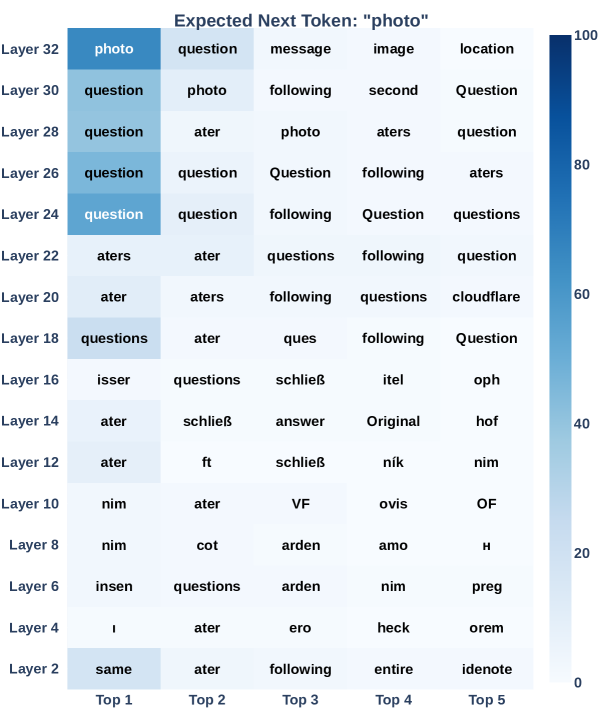 Expected Next Token: "photo"
Layer 32 photo question message image location
Layer 30 question photo following second Question
Layer 28 question ater photo aters question
Layer 26 question question Question following aters
Layer 24 question question following Question questions
Layer 22 aters ater questions following question
Layer 20 ater aters following questions cloudflare
Layer 18 questions ater ques following Question
Layer 16 isser questions schließ itel oph
Layer 14 ater schließ answer Original hof
Layer 12 ater ft schließ ník nim
Layer 10 nim ater VF ovis OF
Layer 8 nim cot arden amo н
Layer 6 insen questions arden nim preg
Layer 4 ı ater ero heck orem
Layer 2 same ater following entire idenote
Top 1 Top 2 Top 3 Top 4 Top 5
100
80
60
40
20
0